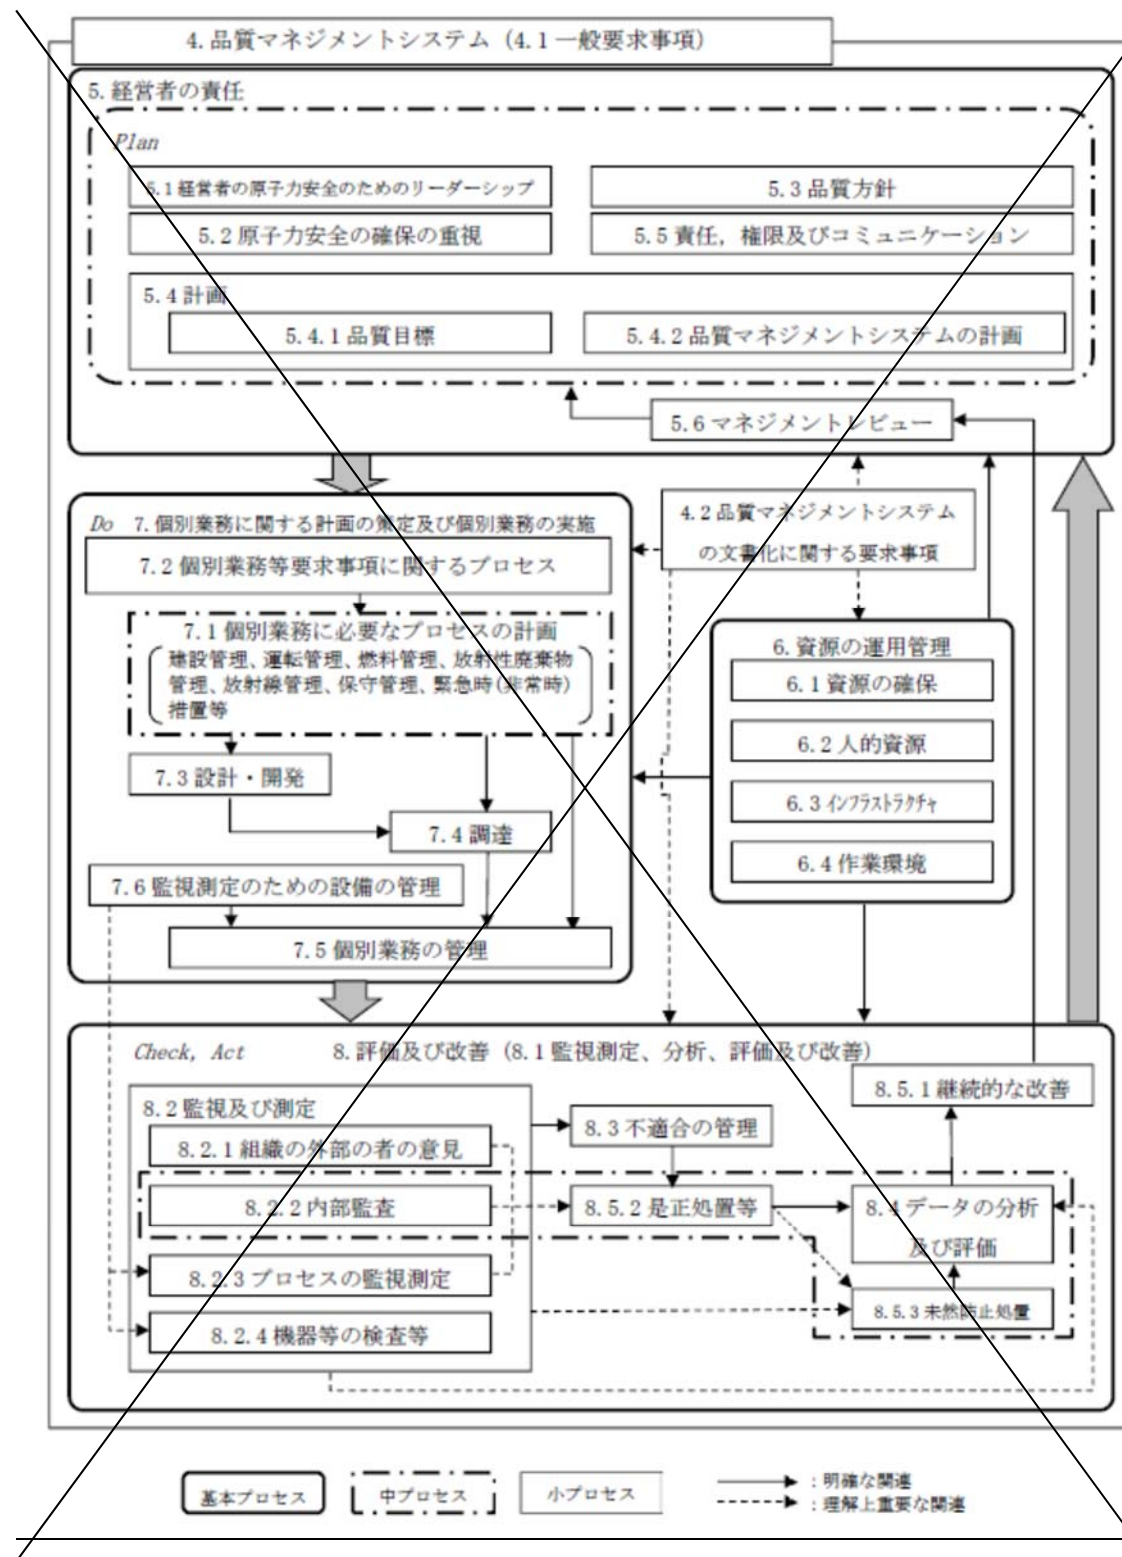 4.品質マネジメントシステム（4.1一般要求事項）
5.経営者の責任
Plan
5.1経営者の原子力安全のためのリーダーシップ
5.3品質方針
5.2原子力安全の確保の重視
5.5責任，権限及びコミュニケーション
5.4計画
5.4.1品質目標
5.4.2品質マネジメントシステムの計画
5.6マネジメントレビュー
Do 7.個別業務に関する計画の策定及び個別業務の実施
7.2個別業務等要求事項に関するプロセス
4.2品質マネジメントシステム
の文書化に関する要求事項
7.1個別業務に必要なプロセスの計画
建設管理、運転管理、燃料管理、放射性廃棄物
管理、放射線管理、保守管理、緊急時(非常時)
措置等
7.3設計・開発
7.4調達
7.6監視測定のための設備の管理
7.5個別業務の管理
6.資源の運用管理
6.1資源の確保
6.2人的資源
6.3ｲﾝﾌﾗｽﾄﾗｸﾁｬ
6.4作業環境
Check, Act 8.評価及び改善（8.1監視測定、分析、評価及び改善）
8.5.1継続的な改善
8.2監視及び測定
8.2.1組織の外部の者の意見
8.3不適合の管理
8.2.2内部監査
8.5.2是正処置等
8.4データの分析
及び評価
8.2.3プロセスの監視測定
8.5.3未然防止処置
8.2.4機器等の検査等
基本プロセス
中プロセス
小プロセス
：明確な関連
：理解上重要な関連